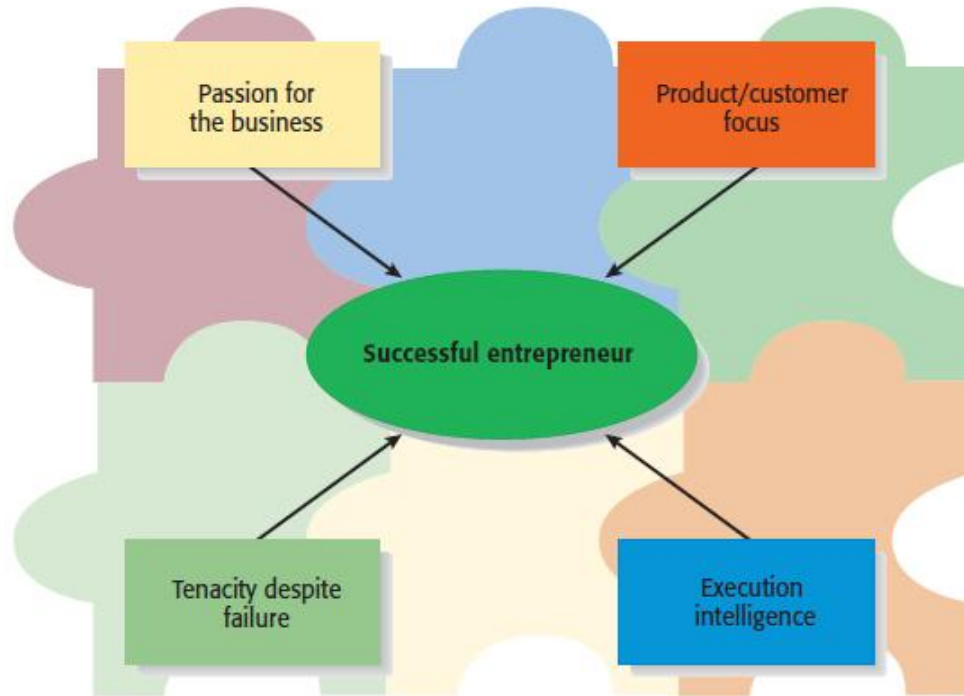 Passion for
the business
Product/customer
focus
Successful entrepreneur
Tenacity despite
failure
Execution
intelligence